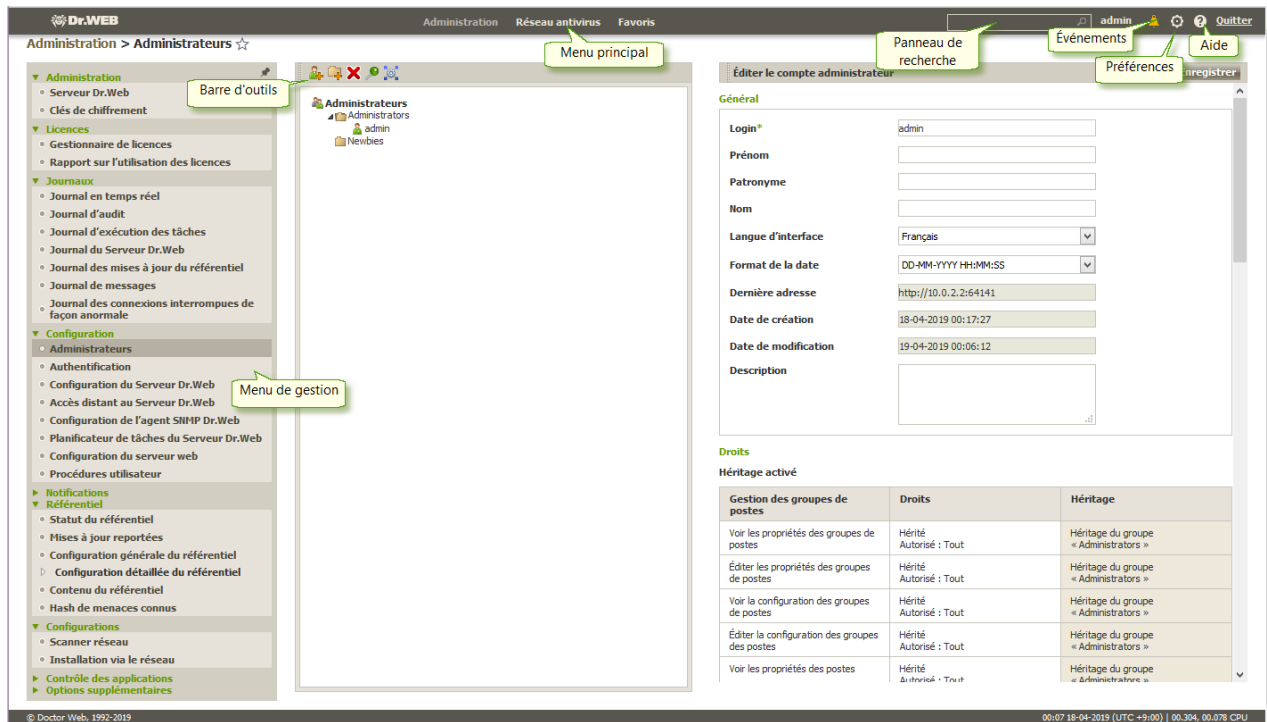 Dr.WEB
Administration Réseau antivirus Favoris
admin
Quitter
Administration > Administrateurs
Menu principal
Panneau de recherche
Événements
Aide
Préférences
Barre d'outils
Menu de gestion
Administration
Serveur Dr.Web
Clés de chiffrement
Licences
Gestionnaire de licences
Rapport sur l'utilisation des licences
Journaux
Journal en temps réel
Journal d'audit
Journal d'exécution des tâches
Journal du Serveur Dr.Web
Journal des mises à jour du référentiel
Journal de messages
Journal des connexions interrompues de
façon anormale
Configuration
Administrateurs
Authentification
Configuration du Serveur Dr.Web
Accès distant au Serveur Dr.Web
Configuration de l'agent SNMP Dr.Web
Planificateur de tâches du Serveur Dr.Web
Configuration du serveur web
Procédures utilisateur
Notifications
Référentiel
Statut du référentiel
Mises à jour reportées
Configuration générale du référentiel
Configuration détaillée du référentiel
Contenu du référentiel
Hash de menaces connus
Configurations
Scanner réseau
Installation via le réseau
Contrôle des applications
Options supplémentaires
Administrateurs
Administrators
admin
Newbies
Éditer le compte administrateur
nregistrer
Général
Login* admin
Prénom
Patronyme
Nom
Langue d'interface Français
Format de la date DD-MM-YYYY HH:MM:SS
Dernière adresse http://10.0.2.2:64141
Date de création 18-04-2019 00:17:27
Date de modification 19-04-2019 00:06:12
Description
Droits
Héritage activé
Gestion des groupes de postes Droits Héritage
Voir les propriétés des groupes de postes Hérité Autorisé : Tout Héritage du groupe « Administrators »
Éditer les propriétés des groupes de postes Hérité Autorisé : Tout Héritage du groupe « Administrators »
Voir la configuration des groupes de postes Hérité Autorisé : Tout Héritage du groupe « Administrators »
Éditer la configuration des groupes des postes Hérité Autorisé : Tout Héritage du groupe « Administrators »
Voir les propriétés des postes Hérité Autorisé : Tout Héritage du groupe « Administrators »
© Doctor Web, 1992-2019
00:07 18-04-2019 (UTC +9:00) | 00.304, 00.078 CPU